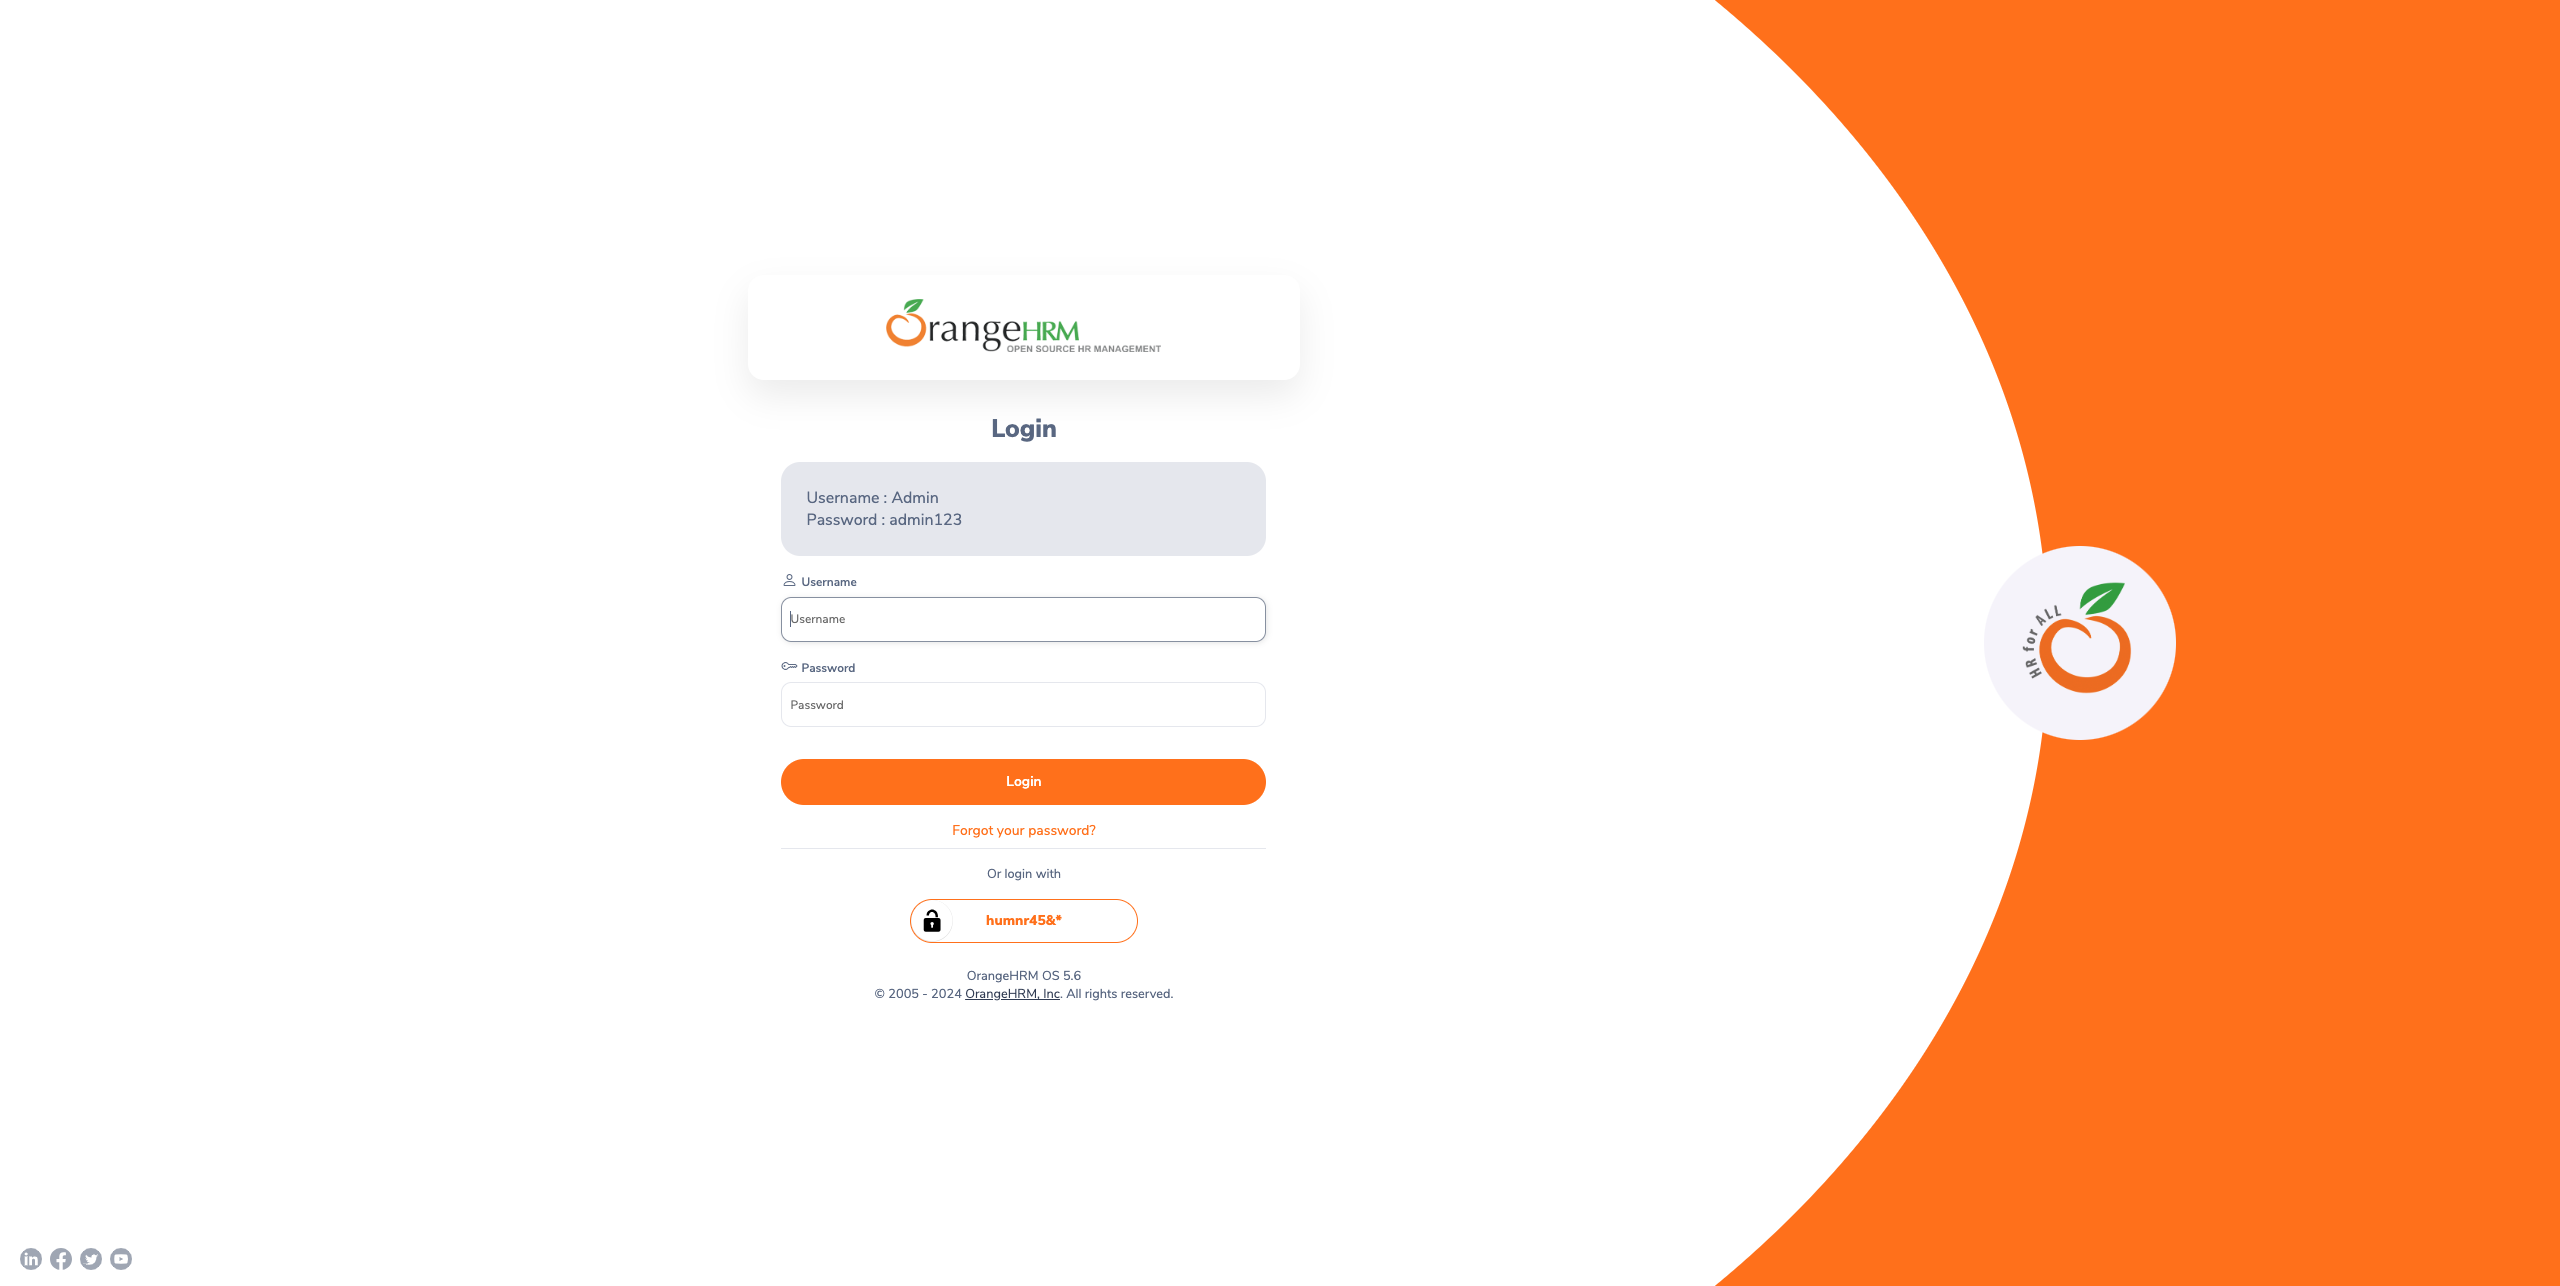 OrangeHRM
OPEN SOURCE HR MANAGEMENT
Login
Username : Admin
Password : admin123
Username
Username
Password
Password
Login
Forgot your password?
Or login with
humnr45&*
OrangeHRM OS 5.6
© 2005 - 2024 OrangeHRM, Inc. All rights reserved.
HR for ALL